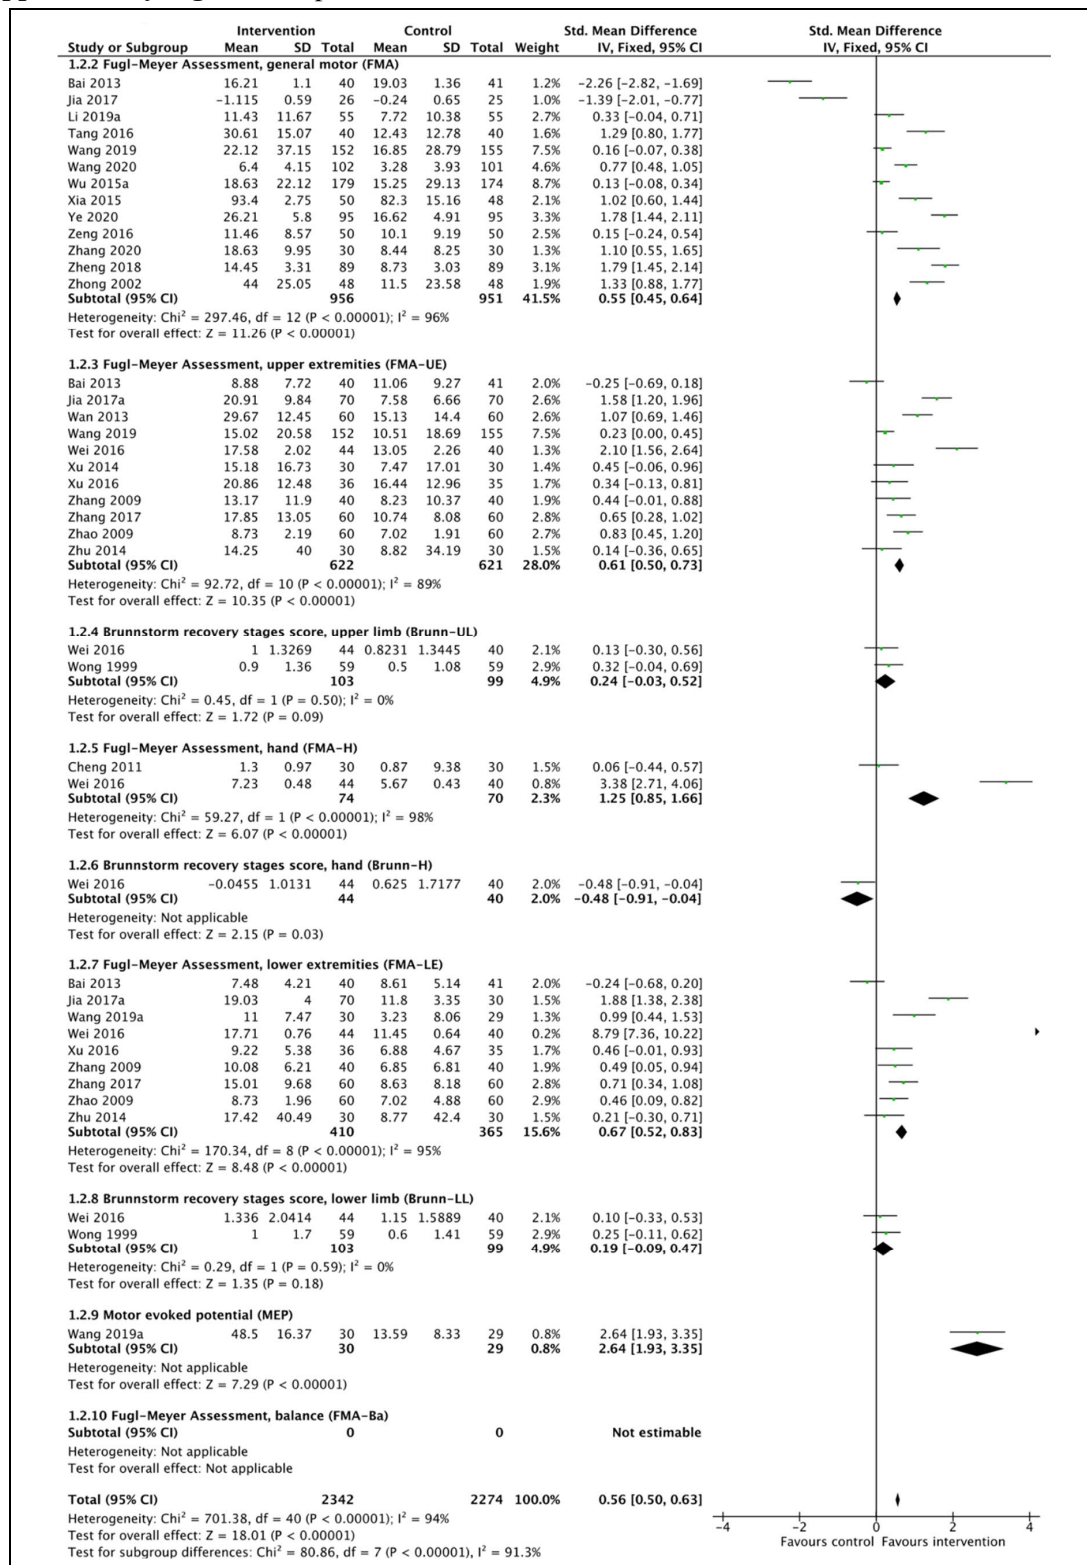 Intervention Control Std. Mean Difference Std. Mean Difference
Study or Subgroup Mean SD Total Mean SD Total Weight IV, Fixed, 95% CI IV, Fixed, 95% CI
1.2.2 Fugl-Meyer Assessment, general motor (FMA)
Bai 2013 16.21 1.1 40 19.03 1.36 41 1.2% −2.26 [−2.82, −1.69]
Jia 2017 −1.115 0.59 26 −0.24 0.65 25 1.0% −1.39 [−2.01, −0.77]
Li 2019a 11.43 11.67 55 7.72 10.38 55 2.7% 0.33 [−0.04, 0.71]
Tang 2016 30.61 15.07 40 12.43 12.78 40 1.6% 1.29 [0.80, 1.77]
Wang 2019 22.12 37.15 152 16.85 28.79 155 7.5% 0.16 [−0.07, 0.38]
Wang 2020 6.4 4.15 102 3.28 3.93 101 4.6% 0.77 [0.48, 1.05]
Wu 2015a 18.63 22.12 179 15.25 29.13 174 8.7% 0.13 [−0.08, 0.34]
Xia 2015 93.4 2.75 50 82.3 15.16 48 2.1% 1.02 [0.60, 1.44]
Ye 2020 26.21 5.8 95 16.62 4.91 95 3.3% 1.78 [1.44, 2.11]
Zeng 2016 11.46 8.57 50 10.1 9.19 50 2.5% 0.15 [−0.24, 0.54]
Zhang 2020 18.63 9.95 30 8.44 8.25 30 1.3% 1.10 [0.55, 1.65]
Zheng 2018 14.45 3.31 89 8.73 3.03 89 3.1% 1.79 [1.45, 2.14]
Zhong 2002 44 25.05 48 11.5 23.58 48 1.9% 1.33 [0.88, 1.77]
Subtotal (95% CI) 956 951 41.5% 0.55 [0.45, 0.64]
Heterogeneity: Chi² = 297.46, df = 12 (P < 0.00001); I² = 96%
Test for overall effect: Z = 11.26 (P < 0.00001)
1.2.3 Fugl-Meyer Assessment, upper extremities (FMA-UE)
Bai 2013 8.88 7.72 40 11.06 9.27 41 2.0% −0.25 [−0.69, 0.18]
Jia 2017a 20.91 9.84 70 7.58 6.66 70 2.6% 1.58 [1.20, 1.96]
Wan 2013 29.67 12.45 60 15.13 14.4 60 2.6% 1.07 [0.69, 1.46]
Wang 2019 15.02 20.58 152 10.51 18.69 155 7.5% 0.23 [0.00, 0.45]
Wei 2016 17.58 2.02 44 13.05 2.26 40 1.3% 2.10 [1.56, 2.64]
Xu 2014 15.18 16.73 30 7.47 17.01 30 1.4% 0.45 [−0.06, 0.96]
Xu 2016 20.86 12.48 36 16.44 12.96 35 1.7% 0.34 [−0.13, 0.81]
Zhang 2009 13.17 11.9 40 8.23 10.37 40 1.9% 0.44 [−0.01, 0.88]
Zhang 2017 17.85 13.05 60 10.74 8.08 60 2.8% 0.65 [0.28, 1.02]
Zhao 2009 8.73 2.19 60 7.02 1.91 60 2.7% 0.83 [0.45, 1.20]
Zhu 2014 14.25 40 30 8.82 34.19 30 1.5% 0.14 [−0.36, 0.65]
Subtotal (95% CI) 622 621 28.0% 0.61 [0.50, 0.73]
Heterogeneity: Chi² = 92.72, df = 10 (P < 0.00001); I² = 89%
Test for overall effect: Z = 10.35 (P < 0.00001)
1.2.4 Brunnstorm recovery stages score, upper limb (Brunn-UL)
Wei 2016 1 1.3269 44 0.8231 1.3445 40 2.1% 0.13 [−0.30, 0.56]
Wong 1999 0.9 1.36 59 0.5 1.08 59 2.9% 0.32 [−0.04, 0.69]
Subtotal (95% CI) 103 99 4.9% 0.24 [−0.03, 0.52]
Heterogeneity: Chi² = 0.45, df = 1 (P = 0.50); I² = 0%
Test for overall effect: Z = 1.72 (P = 0.09)
1.2.5 Fugl-Meyer Assessment, hand (FMA-H)
Cheng 2011 1.3 0.97 30 0.87 9.38 30 1.5% 0.06 [−0.44, 0.57]
Wei 2016 7.23 0.48 44 5.67 0.43 40 0.8% 3.38 [2.71, 4.06]
Subtotal (95% CI) 74 70 2.3% 1.25 [0.85, 1.66]
Heterogeneity: Chi² = 59.27, df = 1 (P < 0.00001); I² = 98%
Test for overall effect: Z = 6.07 (P < 0.00001)
1.2.6 Brunnstorm recovery stages score, hand (Brunn-H)
Wei 2016 −0.0455 1.0131 44 0.625 1.7177 40 2.0% −0.48 [−0.91, −0.04]
Subtotal (95% CI) 44 40 2.0% −0.48 [−0.91, −0.04]
Heterogeneity: Not applicable
Test for overall effect: Z = 2.15 (P = 0.03)
1.2.7 Fugl-Meyer Assessment, lower extremities (FMA-LE)
Bai 2013 7.48 4.21 40 8.61 5.14 41 2.0% −0.24 [−0.68, 0.20]
Jia 2017a 19.03 4 70 11.8 3.35 30 1.5% 1.88 [1.38, 2.38]
Wang 2019a 11 7.47 30 3.23 8.06 29 1.3% 0.99 [0.44, 1.53]
Wei 2016 17.71 0.76 44 11.45 0.64 40 0.2% 8.79 [7.36, 10.22]
Xu 2016 9.22 5.38 36 6.88 4.67 35 1.7% 0.46 [−0.01, 0.93]
Zhang 2009 10.08 6.21 40 6.85 6.81 40 1.9% 0.49 [0.05, 0.94]
Zhang 2017 15.01 9.68 60 8.63 8.18 60 2.8% 0.71 [0.34, 1.08]
Zhao 2009 8.73 1.96 60 7.02 4.88 60 2.9% 0.46 [0.09, 0.82]
Zhu 2014 17.42 40.49 30 8.77 42.4 30 1.5% 0.21 [−0.30, 0.71]
Subtotal (95% CI) 410 365 15.6% 0.67 [0.52, 0.83]
Heterogeneity: Chi² = 170.34, df = 8 (P < 0.00001); I² = 95%
Test for overall effect: Z = 8.48 (P < 0.00001)
1.2.8 Brunnstorm recovery stages score, lower limb (Brunn-LL)
Wei 2016 1.336 2.0414 44 1.15 1.5889 40 2.1% 0.10 [−0.33, 0.53]
Wong 1999 1 1.7 59 0.6 1.41 59 2.9% 0.25 [−0.11, 0.62]
Subtotal (95% CI) 103 99 4.9% 0.19 [−0.09, 0.47]
Heterogeneity: Chi² = 0.29, df = 1 (P = 0.59); I² = 0%
Test for overall effect: Z = 1.35 (P = 0.18)
1.2.9 Motor evoked potential (MEP)
Wang 2019a 48.5 16.37 30 13.59 8.33 29 0.8% 2.64 [1.93, 3.35]
Subtotal (95% CI) 30 29 0.8% 2.64 [1.93, 3.35]
Heterogeneity: Not applicable
Test for overall effect: Z = 7.29 (P < 0.00001)
1.2.10 Fugl-Meyer Assessment, balance (FMA-Ba)
Subtotal (95% CI) 0 0 Not estimable
Heterogeneity: Not applicable
Test for overall effect: Not applicable
Total (95% CI) 2342 2274 100.0% 0.56 [0.50, 0.63]
Heterogeneity: Chi² = 701.38, df = 40 (P < 0.00001); I² = 94%
Test for overall effect: Z = 18.01 (P < 0.00001)
Test for subgroup differences: Chi² = 80.86, df = 7 (P < 0.00001), I² = 91.3%
−4 −2 0 2 4
Favours control Favours intervention